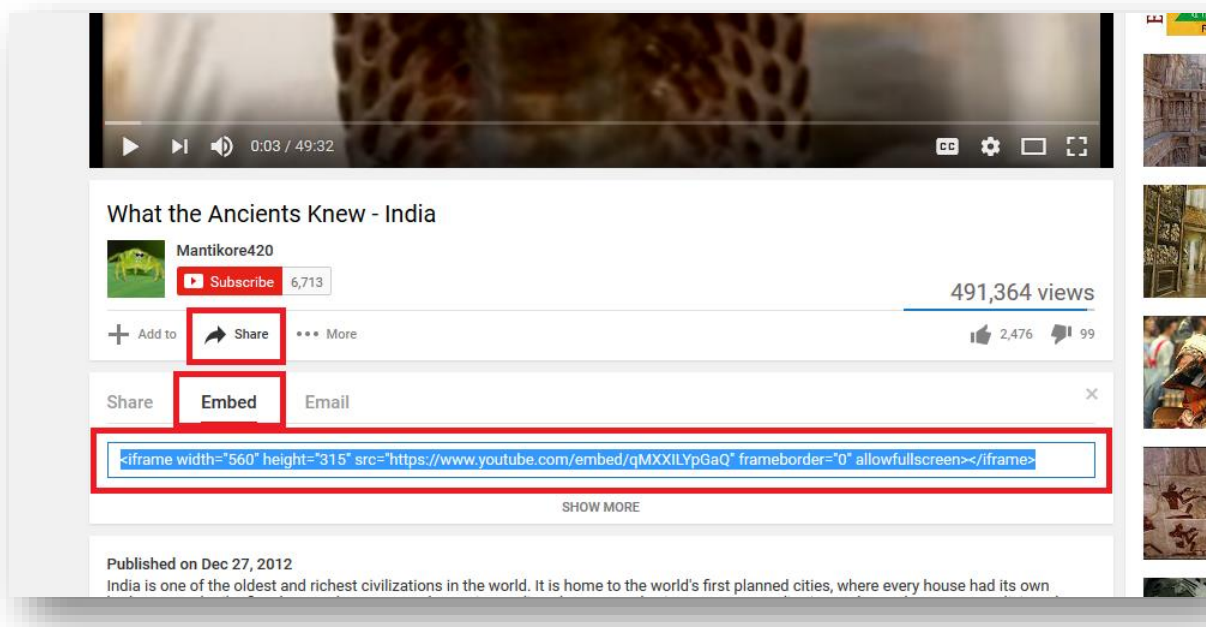 0:03 / 49:32
CC
What the Ancients Knew - India
Mantikore420
Subscribe 6,713
491,364 views
Add to Share More 2,476 99
Share Embed Email
<iframe width="560" height="315" src="https://www.youtube.com/embed/qMXXILYpGaQ" frameborder="0" allowfullscreen></iframe>
SHOW MORE
Published on Dec 27, 2012
India is one of the oldest and richest civilizations in the world. It is home to the world's first planned cities, where every house had its own